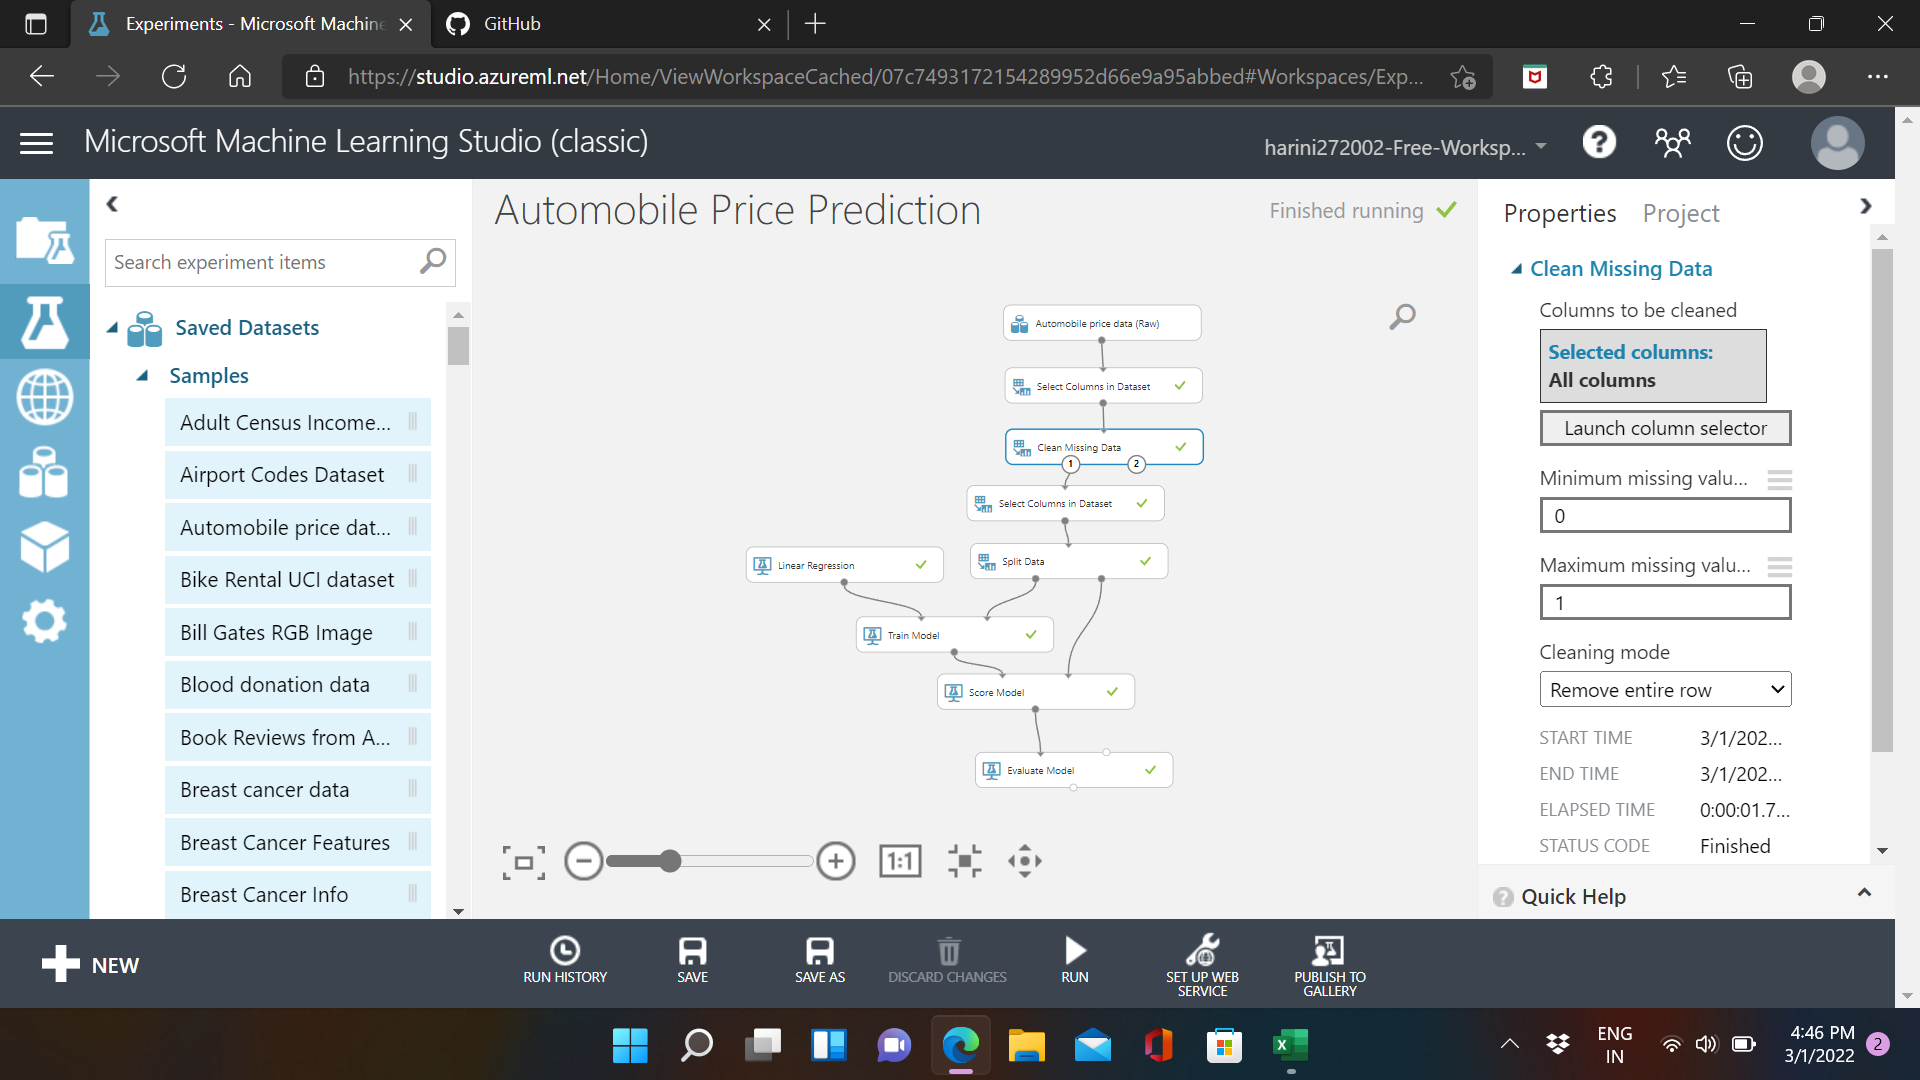 Experiments - Microsoft Machine
GitHub
https://studio.azureml.net/Home/ViewWorkspaceCached/07c7493172154289952d66e9a95abbed#Workspaces/Exp...
Microsoft Machine Learning Studio (classic)
harini272002-Free-Worksp...
Search experiment items
Saved Datasets
Samples
Adult Census Income...
Airport Codes Dataset
Automobile price dat...
Bike Rental UCI dataset
Bill Gates RGB Image
Blood donation data
Book Reviews from A...
Breast cancer data
Breast Cancer Features
Breast Cancer Info
Automobile Price Prediction
Finished running
Automobile price data (Raw)
Select Columns in Dataset
Clean Missing Data
1
2
Select Columns in Dataset
Linear Regression
Split Data
Train Model
Score Model
Evaluate Model
1:1
Properties
Project
Clean Missing Data
Columns to be cleaned
Selected columns:
All columns
Launch column selector
Minimum missing valu...
0
Maximum missing valu...
1
Cleaning mode
Remove entire row
START TIME 3/1/202...
END TIME 3/1/202...
ELAPSED TIME 0:00:01.7...
STATUS CODE Finished
Quick Help
NEW
RUN HISTORY
SAVE
SAVE AS
DISCARD CHANGES
RUN
SET UP WEB
SERVICE
PUBLISH TO
GALLERY
ENG
IN
4:46 PM
3/1/2022
2